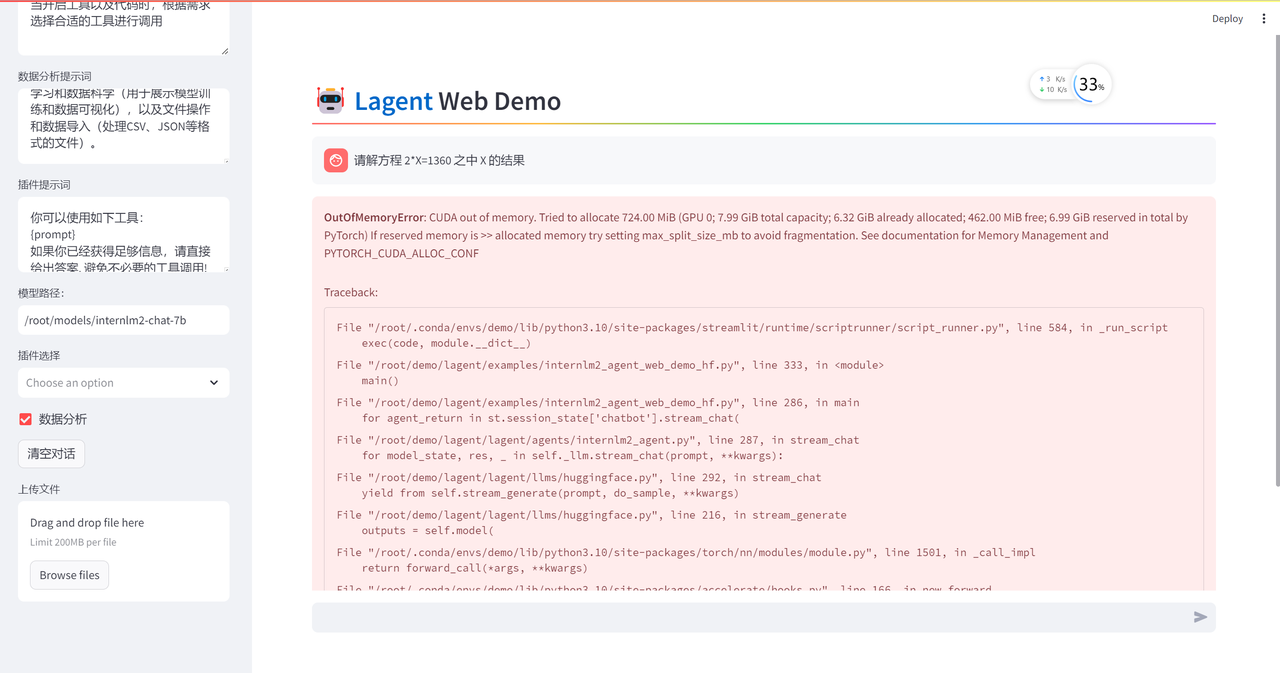 当开启工具以及代码时，根据需求
选择合适的工具进行调用
数据分析提示词
学习和数据科学（用于展示模型训
练和数据可视化），以及文件操作
和数据导入（处理CSV、JSON等格
式的文件）。
插件提示词
你可以使用如下工具：
{prompt}
如果你已经获得足够信息，请直接
给出答案. 避免不必要的工具调用!
模型路径：
/root/models/internlm2-chat-7b
插件选择
Choose an option
数据分析
清空对话
上传文件
Drag and drop file here
Limit 200MB per file
Browse files
Deploy
↑ 3 K/s
↓ 10 K/s
33%
Lagent Web Demo
请解方程 2*X=1360 之中 X 的结果
OutOfMemoryError: CUDA out of memory. Tried to allocate 724.00 MiB (GPU 0; 7.99 GiB total capacity; 6.32 GiB already allocated; 462.00 MiB free; 6.99 GiB reserved in total by
PyTorch) If reserved memory is >> allocated memory try setting max_split_size_mb to avoid fragmentation. See documentation for Memory Management and
PYTORCH_CUDA_ALLOC_CONF
Traceback:
File "/root/.conda/envs/demo/lib/python3.10/site-packages/streamlit/runtime/scriptrunner/script_runner.py", line 584, in _run_script
exec(code, module.__dict__)
File "/root/demo/lagent/examples/internlm2_agent_web_demo_hf.py", line 333, in <module>
main()
File "/root/demo/lagent/examples/internlm2_agent_web_demo_hf.py", line 286, in main
for agent_return in st.session_state['chatbot'].stream_chat(
File "/root/demo/lagent/lagent/agents/internlm2_agent.py", line 287, in stream_chat
for model_state, res, _ in self._llm.stream_chat(prompt, **kwargs):
File "/root/demo/lagent/lagent/llms/huggingface.py", line 292, in stream_chat
yield from self.stream_generate(prompt, do_sample, **kwargs)
File "/root/demo/lagent/lagent/llms/huggingface.py", line 216, in stream_generate
outputs = self.model(
File "/root/.conda/envs/demo/lib/python3.10/site-packages/torch/nn/modules/module.py", line 1501, in _call_impl
return forward_call(*args, **kwargs)
File "/root/.conda/envs/demo/lib/python3.10/site-packages/accelerate/hooks.py", line 166, in new_forward